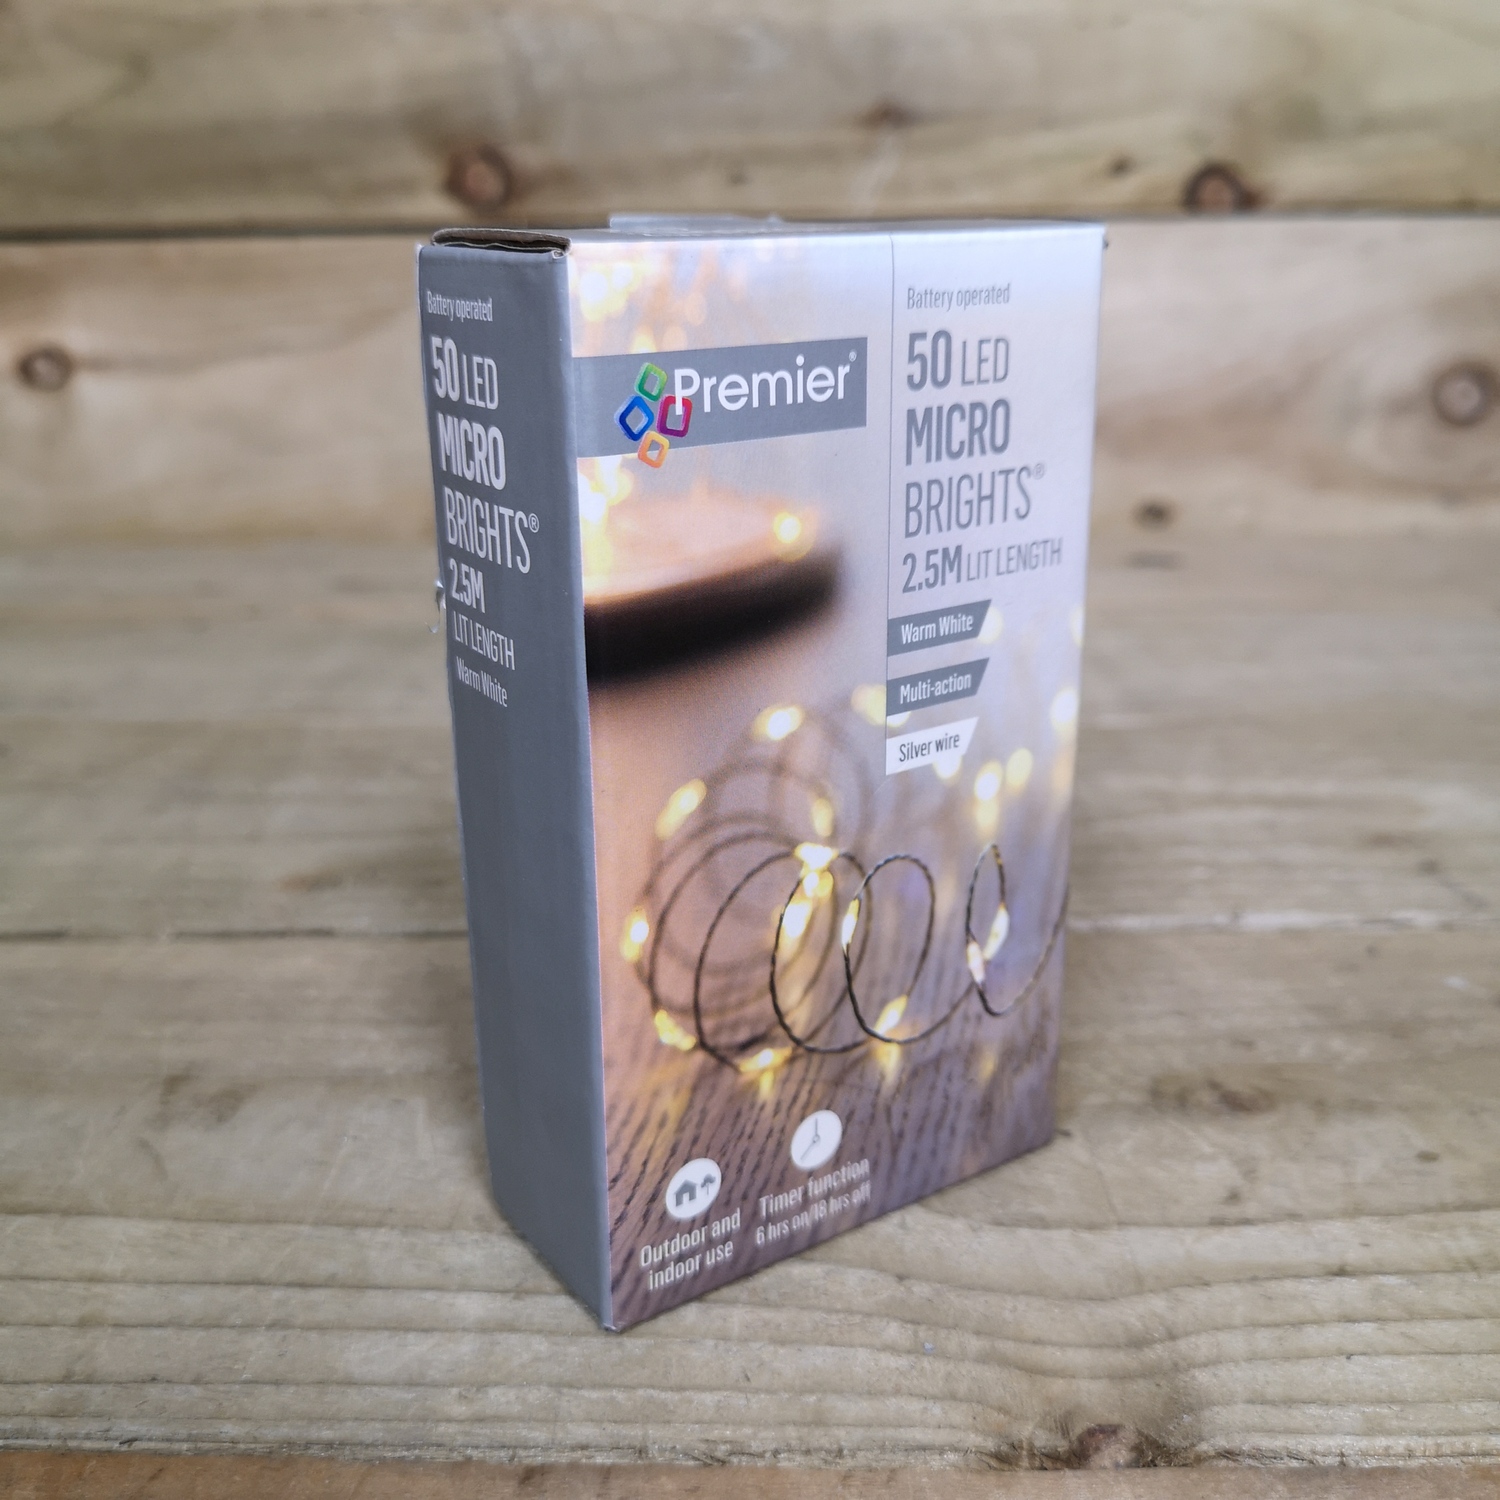 Battery operated
50 LED
MICRO
BRIGHTS®
2.5M
LIT LENGTH
Warm White
Premier®
Battery operated
50 LED
MICRO
BRIGHTS®
2.5M LIT LENGTH
Warm White
Multi-action
Silver wire
Outdoor and
indoor use
Timer function
6 hrs on/18 hrs off